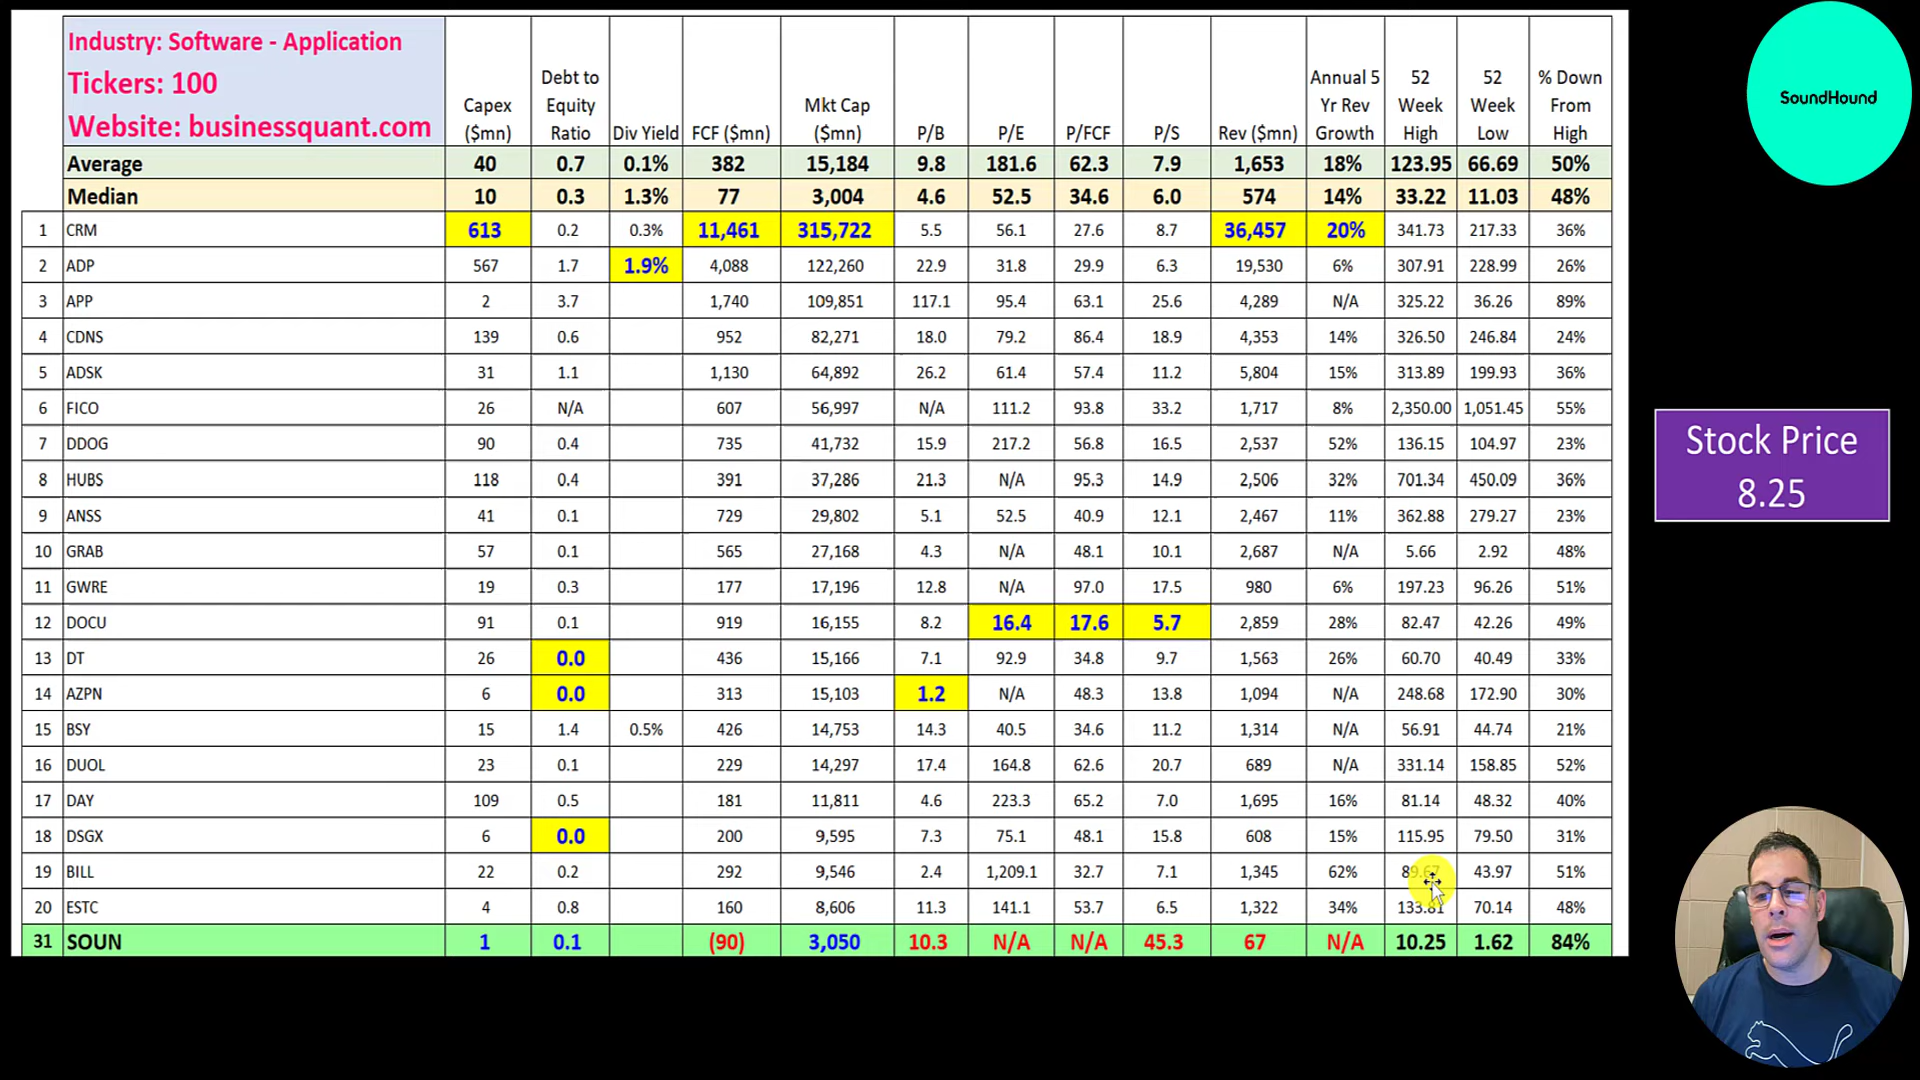 Industry: Software - Application
Tickers: 100
Website: businessquant.com
Capex ($mn) Debt to Equity Ratio Div Yield FCF ($mn) Mkt Cap ($mn) P/B P/E P/FCF P/S Rev ($mn) Annual 5 Yr Rev Growth 52 Week High 52 Week Low % Down From High
Average 40 0.7 0.1% 382 15,184 9.8 181.6 62.3 7.9 1,653 18% 123.95 66.69 50%
Median 10 0.3 1.3% 77 3,004 4.6 52.5 34.6 6.0 574 14% 33.22 11.03 48%
1 CRM 613 0.2 0.3% 11,461 315,722 5.5 56.1 27.6 8.7 36,457 20% 341.73 217.33 36%
2 ADP 567 1.7 1.9% 4,088 122,260 22.9 31.8 29.9 6.3 19,530 6% 307.91 228.99 26%
3 APP 2 3.7 1,740 109,851 117.1 95.4 63.1 25.6 4,289 N/A 325.22 36.26 89%
4 CDNS 139 0.6 952 82,271 18.0 79.2 86.4 18.9 4,353 14% 326.50 246.84 24%
5 ADSK 31 1.1 1,130 64,892 26.2 61.4 57.4 11.2 5,804 15% 313.89 199.93 36%
6 FICO 26 N/A 607 56,997 N/A 111.2 93.8 33.2 1,717 8% 2,350.00 1,051.45 55%
7 DDOG 90 0.4 735 41,732 15.9 217.2 56.8 16.5 2,537 52% 136.15 104.97 23%
8 HUBS 118 0.4 391 37,286 21.3 N/A 95.3 14.9 2,506 32% 701.34 450.09 36%
9 ANSS 41 0.1 729 29,802 5.1 52.5 40.9 12.1 2,467 11% 362.88 279.27 23%
10 GRAB 57 0.1 565 27,168 4.3 N/A 48.1 10.1 2,687 N/A 5.66 2.92 48%
11 GWRE 19 0.3 177 17,196 12.8 N/A 97.0 17.5 980 6% 197.23 96.26 51%
12 DOCU 91 0.1 919 16,155 8.2 16.4 17.6 5.7 2,859 28% 82.47 42.26 49%
13 DT 26 0.0 436 15,166 7.1 92.9 34.8 9.7 1,563 26% 60.70 40.49 33%
14 AZPN 6 0.0 313 15,103 1.2 N/A 48.3 13.8 1,094 N/A 248.68 172.90 30%
15 BSY 15 1.4 0.5% 426 14,753 14.3 40.5 34.6 11.2 1,314 N/A 56.91 44.74 21%
16 DUOL 23 0.1 229 14,297 17.4 164.8 62.6 20.7 689 N/A 331.14 158.85 52%
17 DAY 109 0.5 181 11,811 4.6 223.3 65.2 7.0 1,695 16% 81.14 48.32 40%
18 DSGX 6 0.0 200 9,595 7.3 75.1 48.1 15.8 608 15% 115.95 79.50 31%
19 BILL 22 0.2 292 9,546 2.4 1,209.1 32.7 7.1 1,345 62% 43.97 51%
20 ESTC 4 0.8 160 8,606 11.3 141.1 53.7 6.5 1,322 34% 70.14 48%
31 SOUN 1 0.1 (90) 3,050 10.3 N/A N/A 45.3 67 N/A 10.25 1.62 84%
SoundHound
Stock Price
8.25